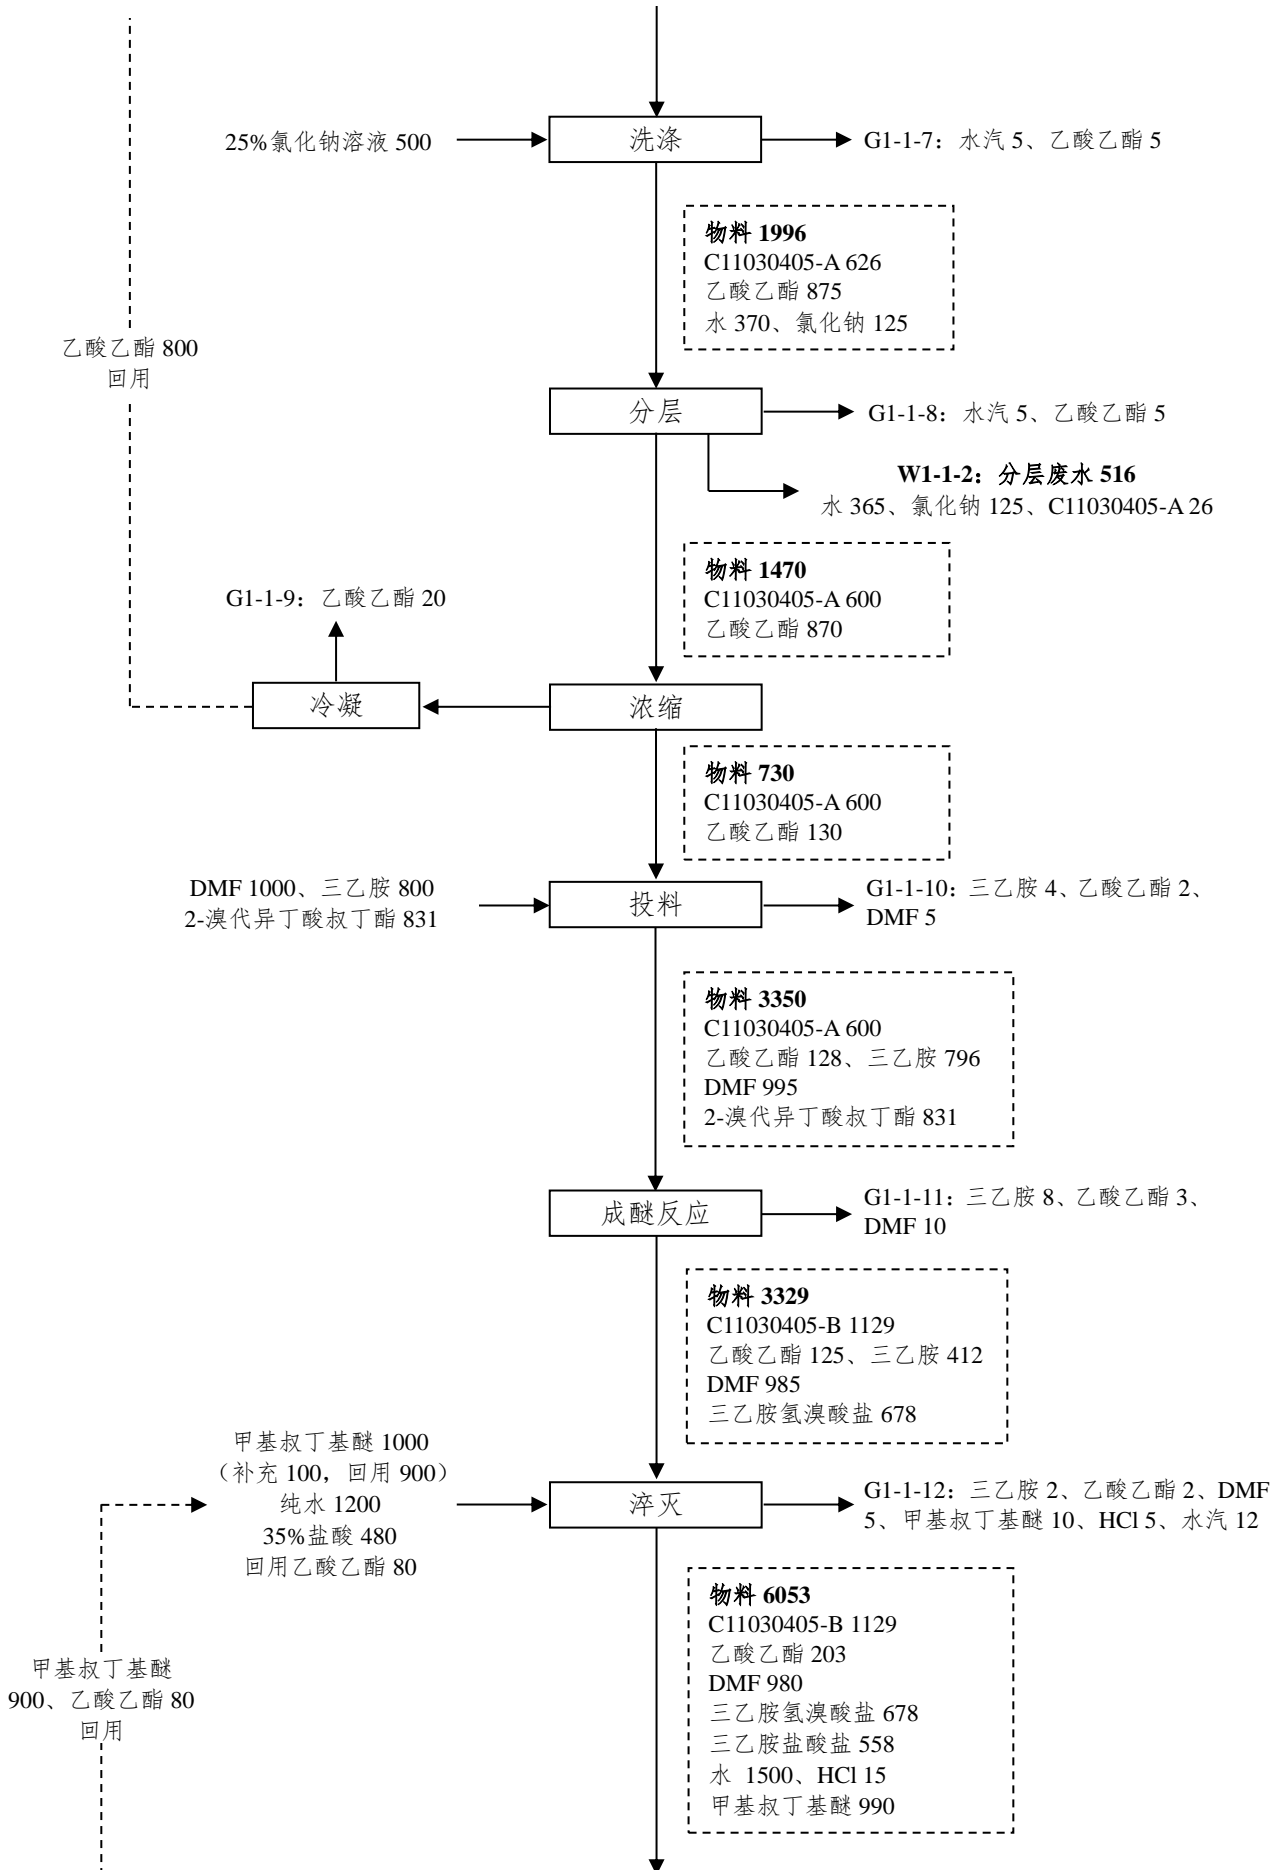 25%氯化钠溶液 500
洗涤
G1-1-7：水汽 5、乙酸乙酯 5
物料 1996
C11030405-A 626
乙酸乙酯 875
水 370、氯化钠 125
乙酸乙酯 800
回用
分层
G1-1-8：水汽 5、乙酸乙酯 5
W1-1-2：分层废水 516
水 365、氯化钠 125、C11030405-A 26
物料 1470
C11030405-A 600
乙酸乙酯 870
G1-1-9：乙酸乙酯 20
冷凝
浓缩
物料 730
C11030405-A 600
乙酸乙酯 130
DMF 1000、三乙胺 800
2-溴代异丁酸叔丁酯 831
投料
G1-1-10：三乙胺 4、乙酸乙酯 2、
DMF 5
物料 3350
C11030405-A 600
乙酸乙酯 128、三乙胺 796
DMF 995
2-溴代异丁酸叔丁酯 831
成醚反应
G1-1-11：三乙胺 8、乙酸乙酯 3、
DMF 10
物料 3329
C11030405-B 1129
乙酸乙酯 125、三乙胺 412
DMF 985
三乙胺氢溴酸盐 678
甲基叔丁基醚 1000
（补充 100，回用 900）
纯水 1200
35%盐酸 480
回用乙酸乙酯 80
淬灭
G1-1-12：三乙胺 2、乙酸乙酯 2、DMF
5、甲基叔丁基醚 10、HCl 5、水汽 12
物料 6053
C11030405-B 1129
乙酸乙酯 203
DMF 980
三乙胺氢溴酸盐 678
三乙胺盐酸盐 558
水 1500、HCl 15
甲基叔丁基醚 990
甲基叔丁基醚
900、乙酸乙酯 80
回用